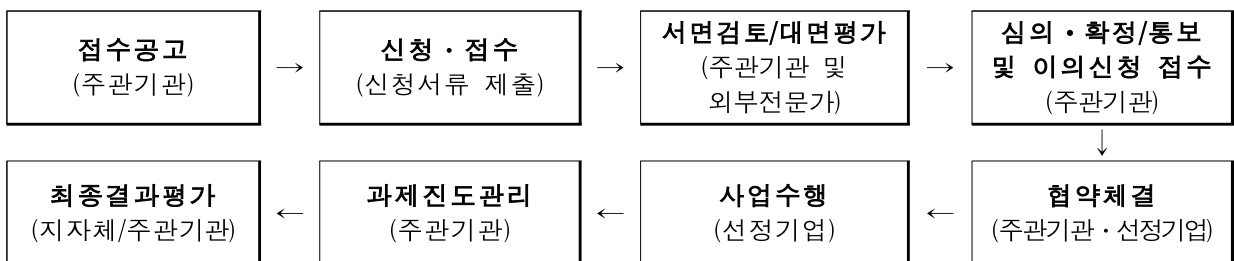 접수공고
(주관기관)
→
신청・접수
(신청서류 제출)
→
서면검토/대면평가
(주관기관 및
외부전문가)
→
심의・확정/통보
및 이의신청 접수
(주관기관)
↓
협약체결
(주관기관・선정기업)
←
사업수행
(선정기업)
←
과제진도관리
(주관기관)
←
최종결과평가
(지자체/주관기관)